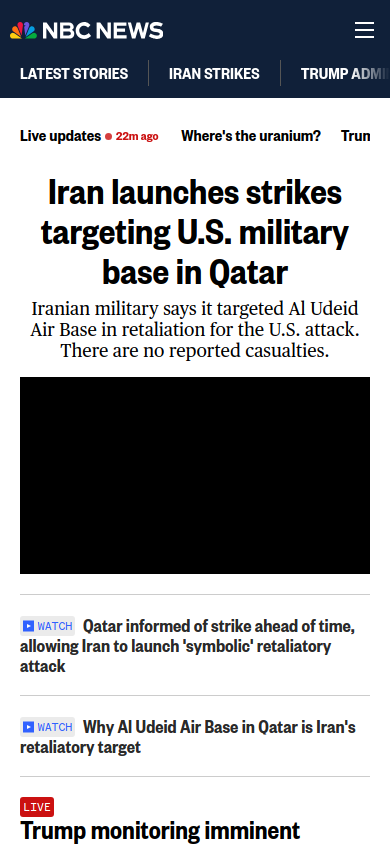 NBC NEWS
LATEST STORIES
IRAN STRIKES
TRUMP ADMI
Live updates 22m ago
Where's the uranium?
Trun
Iran launches strikes
targeting U.S. military
base in Qatar
Iranian military says it targeted Al Udeid
Air Base in retaliation for the U.S. attack.
There are no reported casualties.
WATCH Qatar informed of strike ahead of time,
allowing Iran to launch 'symbolic' retaliatory
attack
WATCH Why Al Udeid Air Base in Qatar is Iran's
retaliatory target
LIVE
Trump monitoring imminent